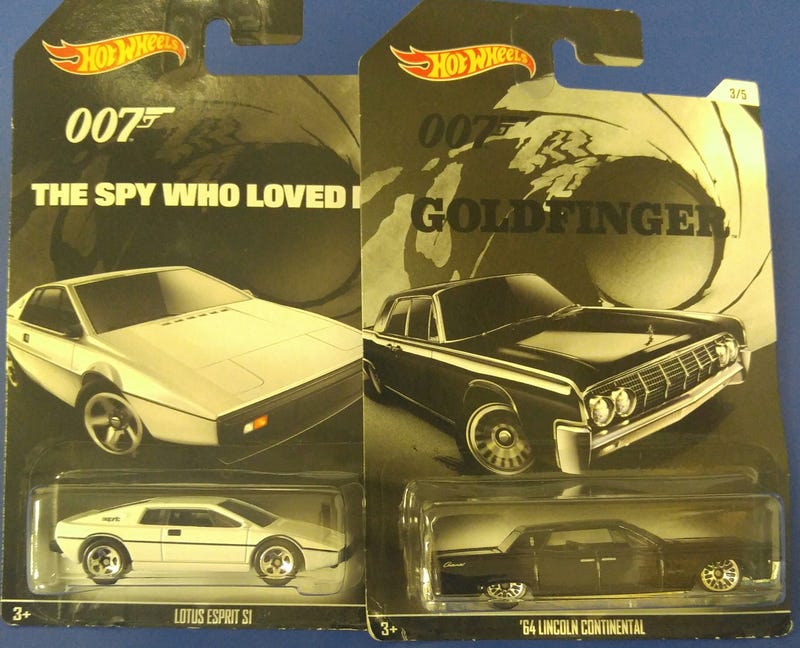 HOT WHEELS
007
THE SPY WHO LOVED
esprit
3+
LOTUS ESPRIT S1
HOT WHEELS
3/5
007
GOLDFINGER
3+
'64 LINCOLN CONTINENTAL